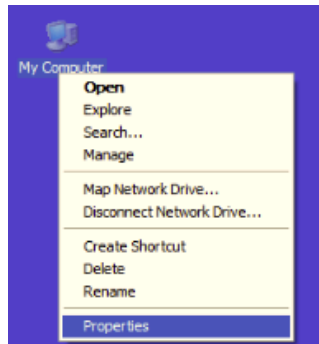 My Computer
Open
Explore
Search...
Manage
Map Network Drive...
Disconnect Network Drive...
Create Shortcut
Delete
Rename
Properties